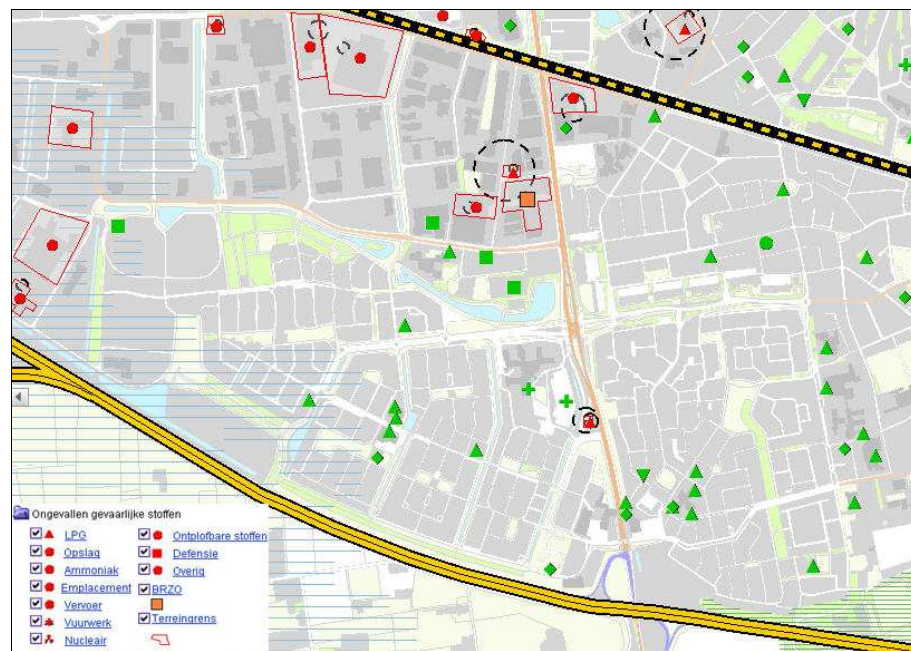 Ongevallen gevaarlijke stoffen
LPG
Opslag
Ammoniak
Emplacement
Vervoer
Vuurwerk
Nucleair
Ontplofbare stoffen
Defensie
Overig
BRZO
Terreingrens